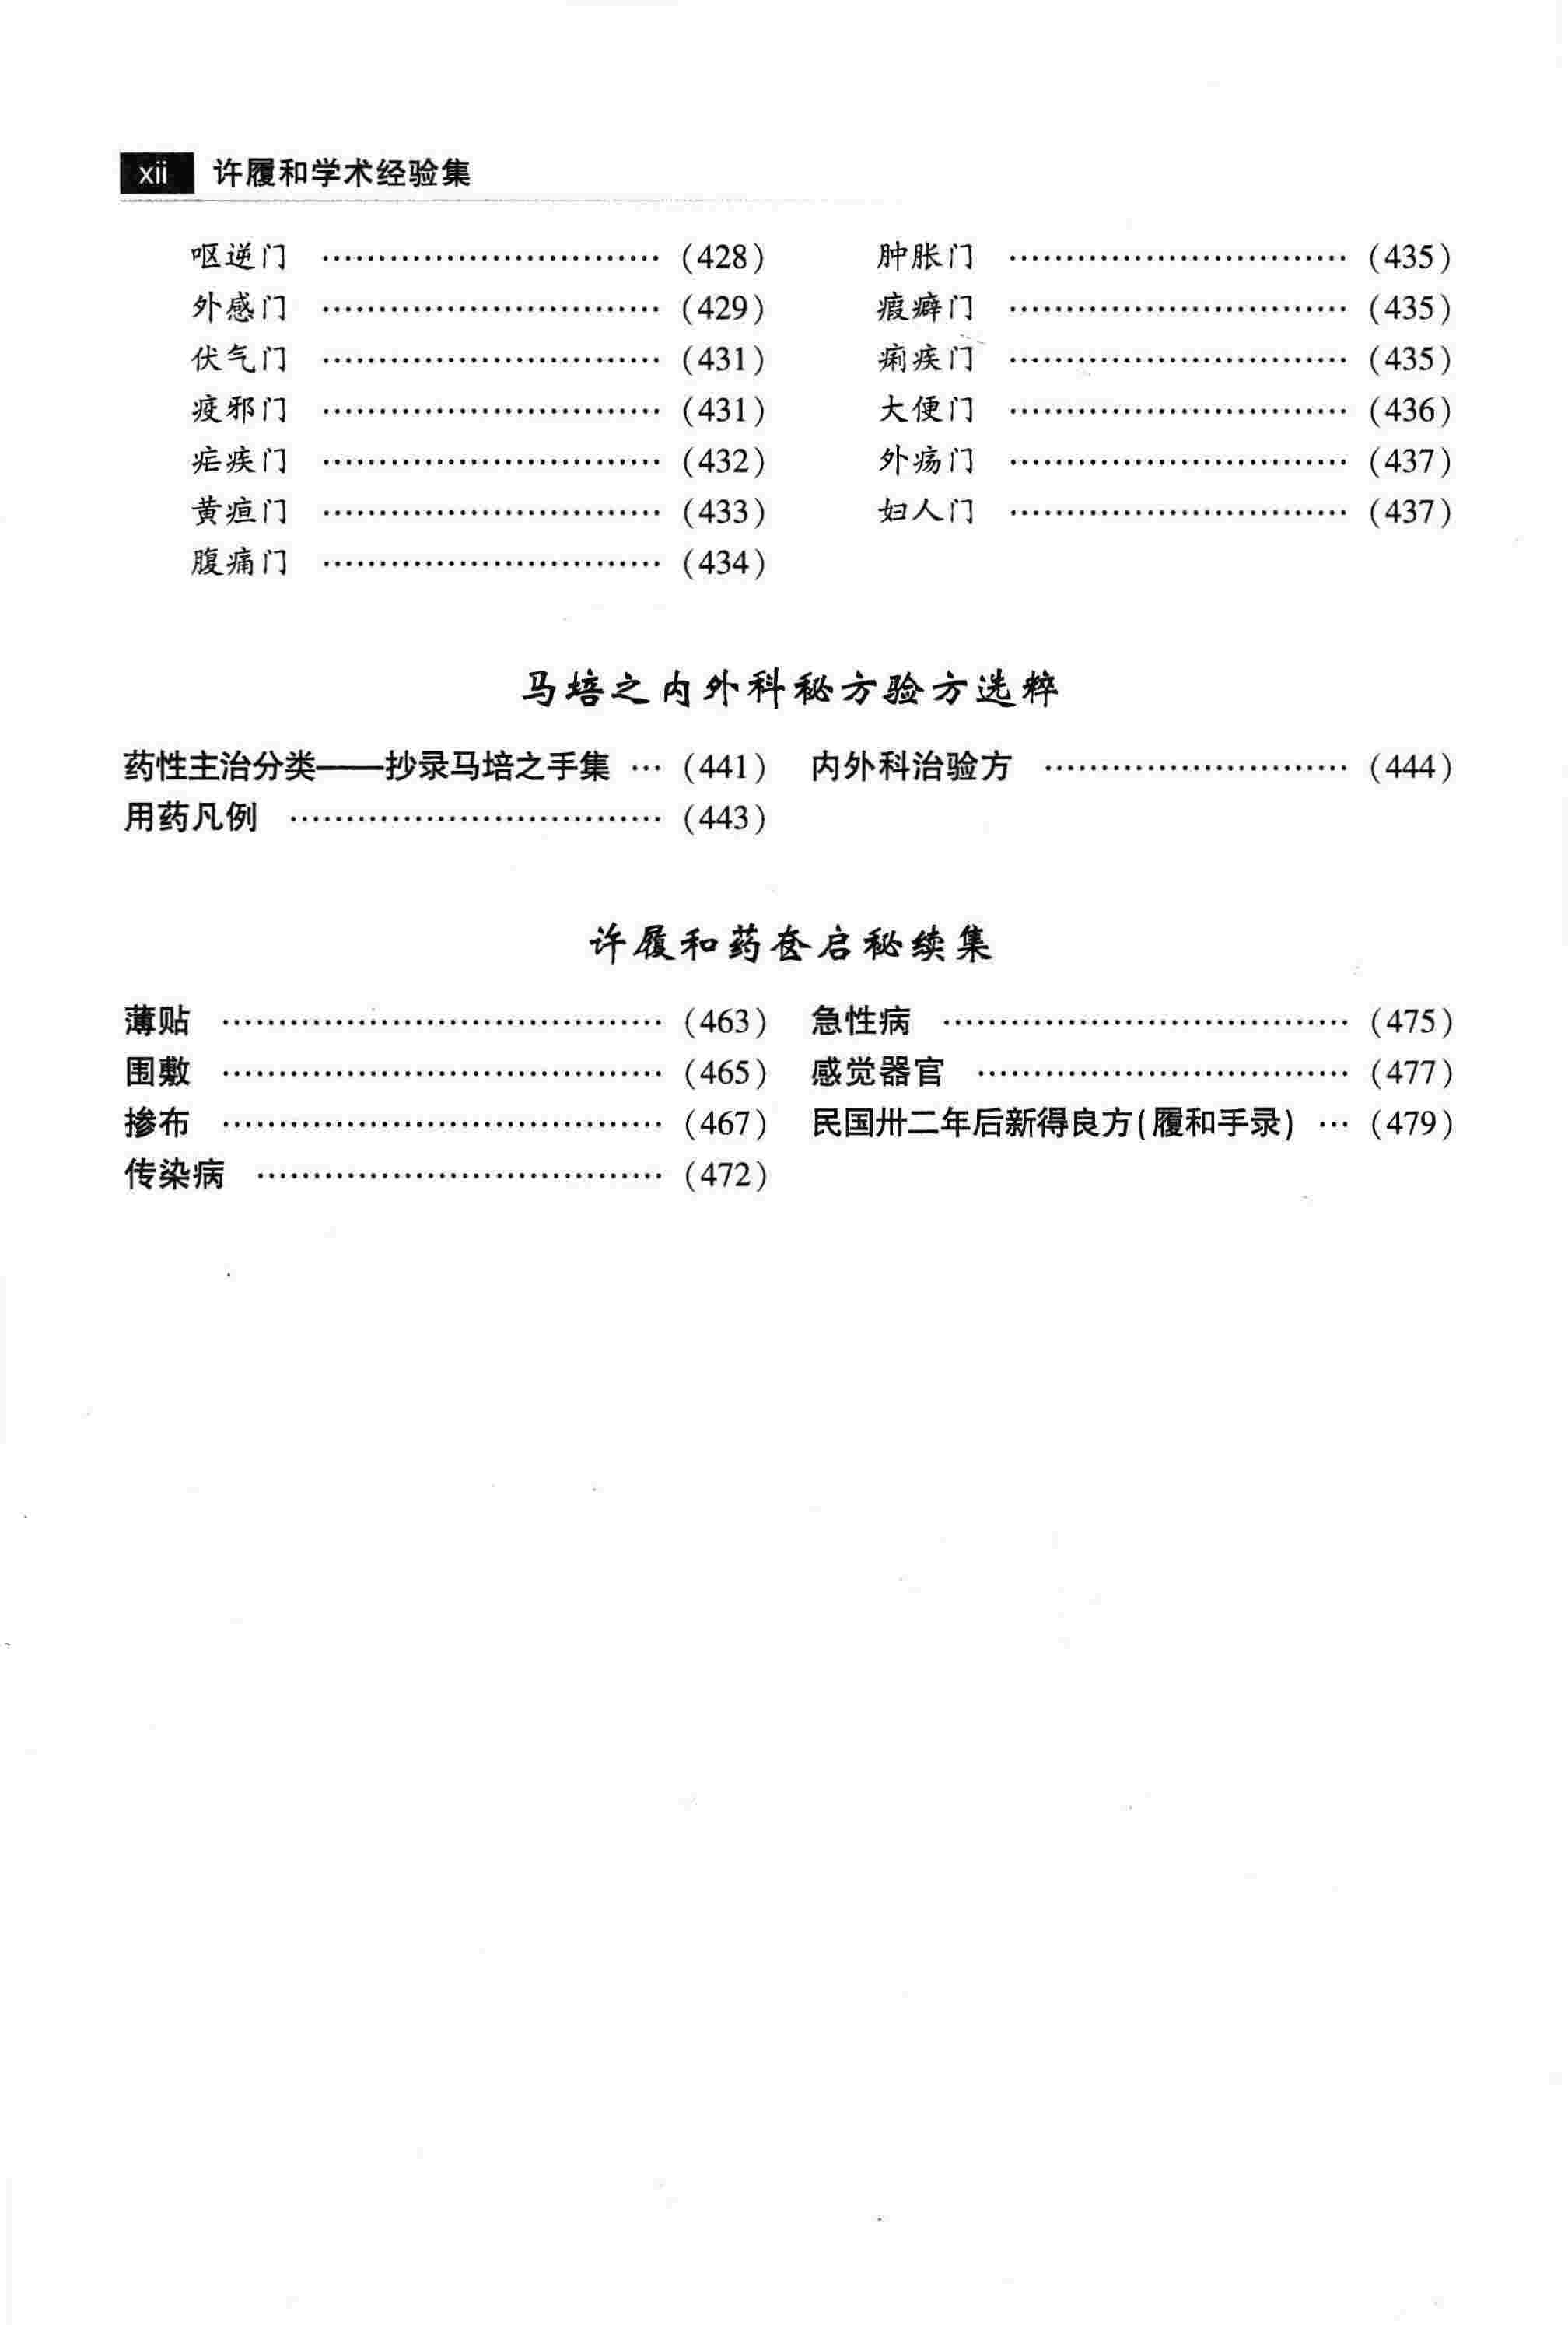 xii 许履和学术经验集
呕逆门 …………………………… (428)
外感门 …………………………… (429)
伏气门 …………………………… (431)
疫邪门 …………………………… (431)
疟疾门 …………………………… (432)
黄疸门 …………………………… (433)
腹痛门 …………………………… (434)
肿胀门 …………………………… (435)
瘕癖门 …………………………… (435)
痢疾门 …………………………… (435)
大便门 …………………………… (436)
外疡门 …………………………… (437)
妇人门 …………………………… (437)
马培之内外科秘方验方选粹
药性主治分类——抄录马培之手集 … (441)
用药凡例 ……………………………… (443)
内外科治验方 ………………………… (444)
许履和药奁启秘续集
薄贴 …………………………………… (463)
围敷 …………………………………… (465)
掺布 …………………………………… (467)
传染病 ………………………………… (472)
急性病 ………………………………… (475)
感觉器官 ……………………………… (477)
民国卅二年后新得良方(履和手录) … (479)